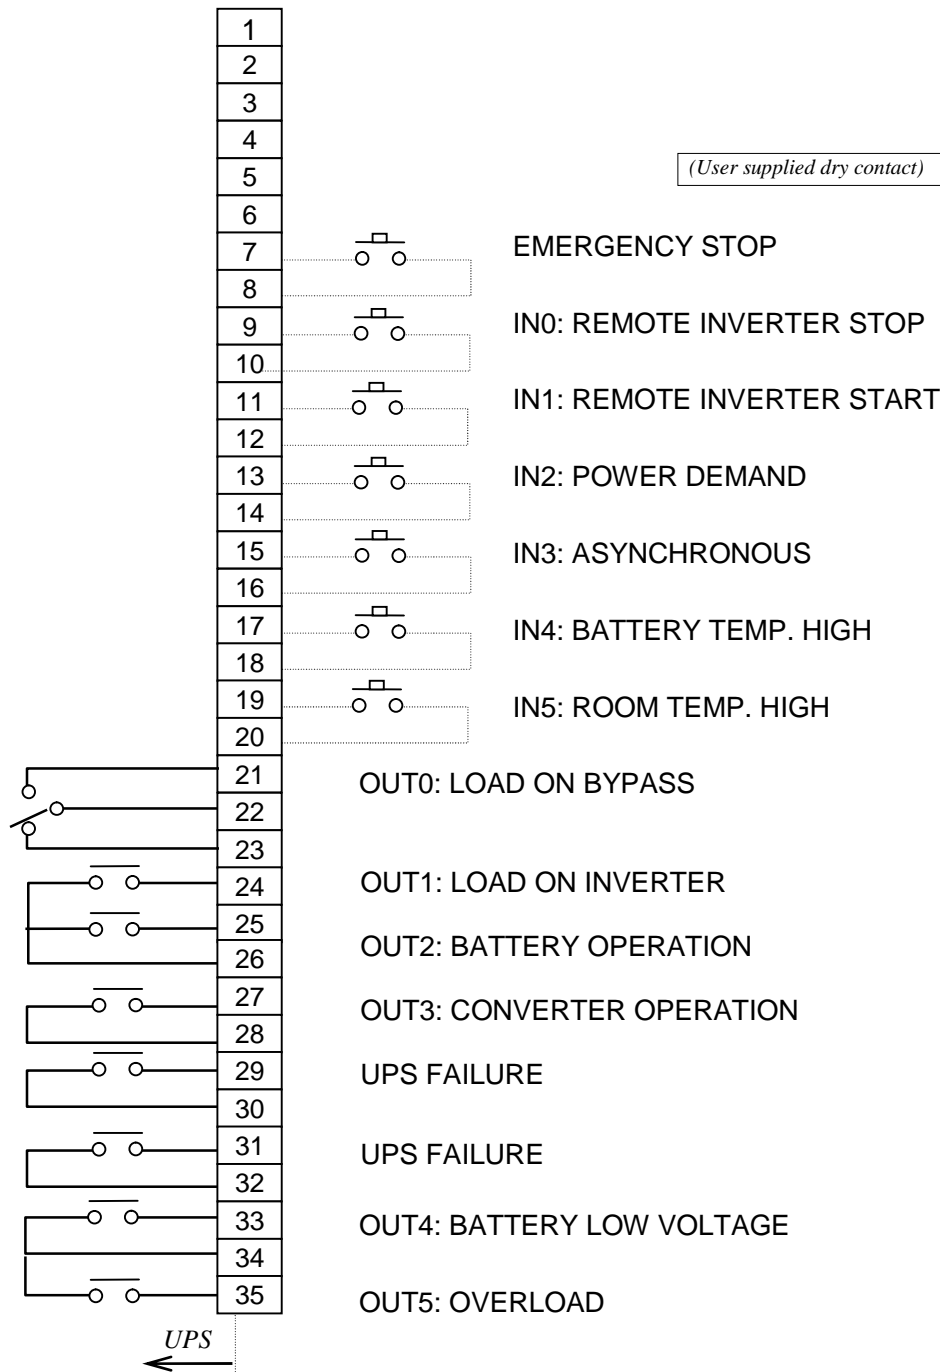 1
2
3
4
5
(User supplied dry contact)
6
7
EMERGENCY STOP
8
9
IN0: REMOTE INVERTER STOP
10
11
IN1: REMOTE INVERTER START
12
13
IN2: POWER DEMAND
14
15
IN3: ASYNCHRONOUS
16
17
IN4: BATTERY TEMP. HIGH
18
19
IN5: ROOM TEMP. HIGH
20
21
OUT0: LOAD ON BYPASS
22
23
24
OUT1: LOAD ON INVERTER
25
OUT2: BATTERY OPERATION
26
27
OUT3: CONVERTER OPERATION
28
29
UPS FAILURE
30
31
UPS FAILURE
32
33
OUT4: BATTERY LOW VOLTAGE
34
35
OUT5: OVERLOAD
UPS